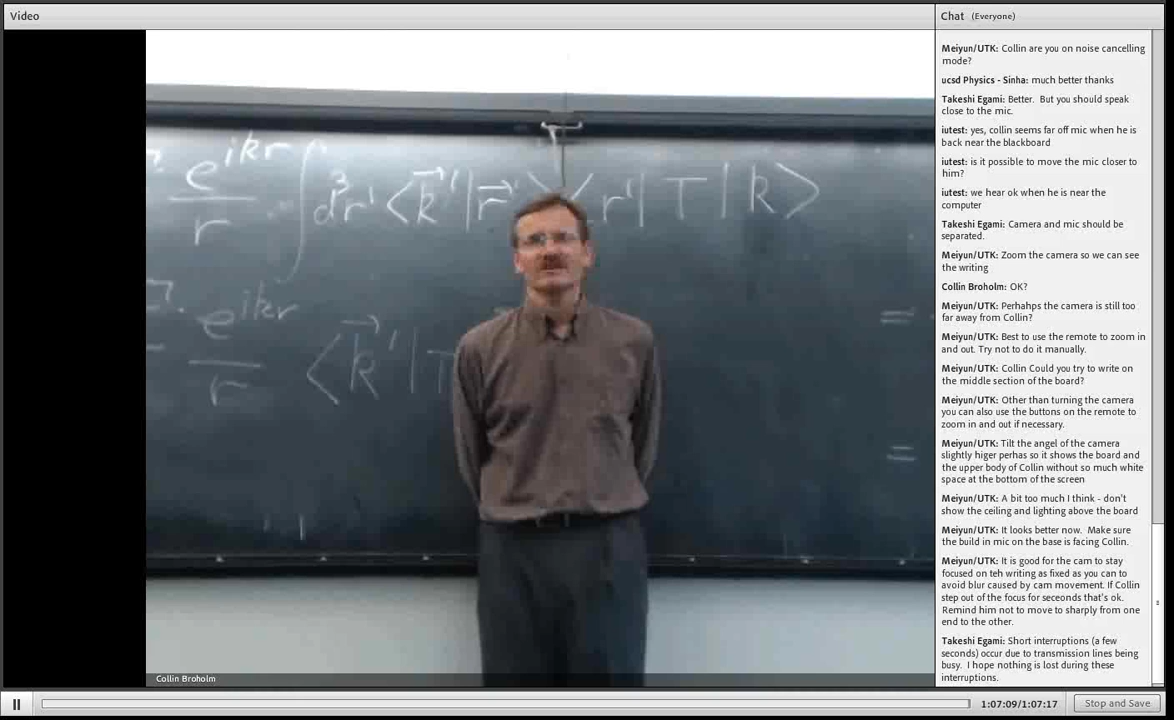 Video
e^{ikr}/r · ∫ d³r' <k⃗'|r⃗'><r'|T|k>
e^{ikr}/r <k⃗'|T
=
=
Collin Broholm
Chat (Everyone)
Meiyun/UTK: Collin are you on noise cancelling
mode?
ucsd Physics - Sinha: much better thanks
Takeshi Egami: Better. But you should speak
close to the mic.
iutest: yes, collin seems far off mic when he is
back near the blackboard
iutest: is it possible to move the mic closer to
him?
iutest: we hear ok when he is near the
computer
Takeshi Egami: Camera and mic should be
separated.
Meiyun/UTK: Zoom the camera so we can see
the writing
Collin Broholm: OK?
Meiyun/UTK: Perhahps the camera is still too
far away from Collin?
Meiyun/UTK: Best to use the remote to zoom in
and out. Try not to do it manually.
Meiyun/UTK: Collin Could you try to write on
the middle section of the board?
Meiyun/UTK: Other than turning the camera
you can also use the buttons on the remote to
zoom in and out if necessary.
Meiyun/UTK: Tilt the angel of the camera
slightly higer perhas so it shows the board and
the upper body of Collin without so much white
space at the bottom of the screen
Meiyun/UTK: A bit too much I think - don't
show the ceiling and lighting above the board
Meiyun/UTK: It looks better now. Make sure
the build in mic on the base is facing Collin.
Meiyun/UTK: It is good for the cam to stay
focused on teh writing as fixed as you can to
avoid blur caused by cam movement. If Collin
step out of the focus for seceonds that's ok.
Remind him not to move to sharply from one
end to the other.
Takeshi Egami: Short interruptions (a few
seconds) occur due to transmission lines being
busy. I hope nothing is lost during these
interruptions.
1:07:09/1:07:17
Stop and Save